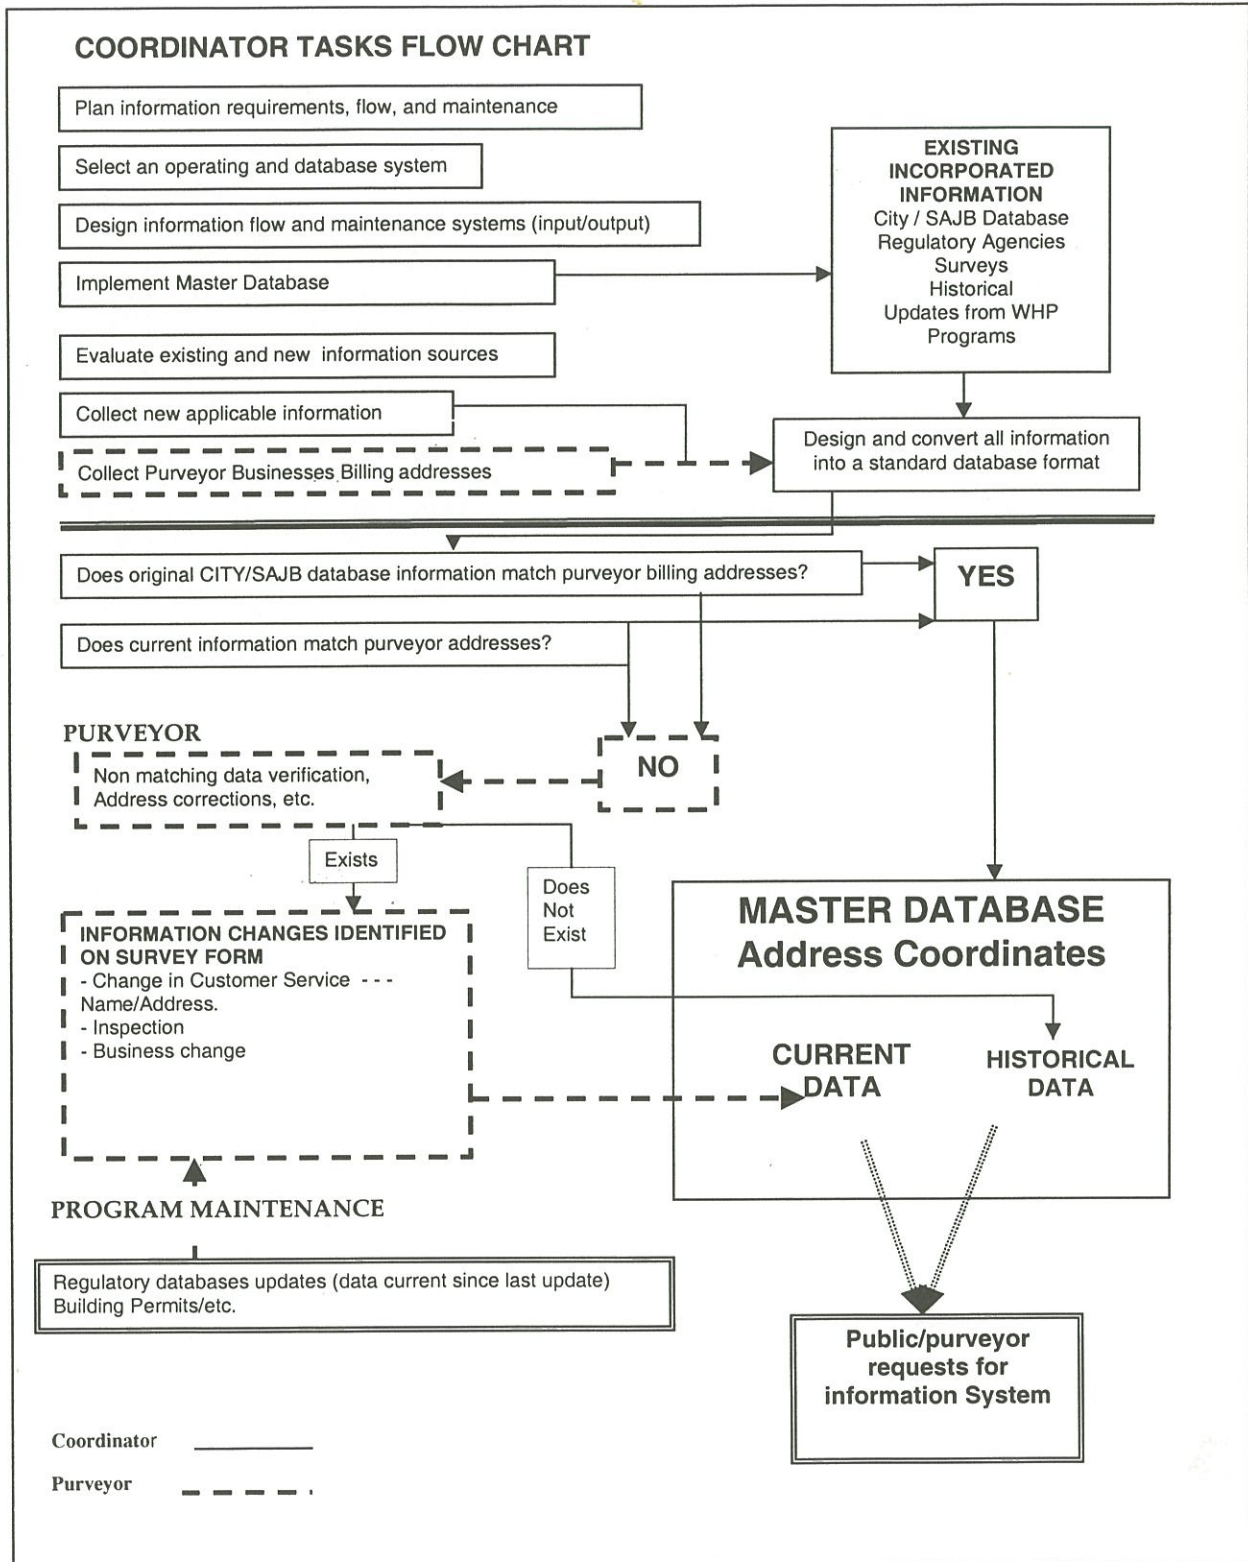 COORDINATOR TASKS FLOW CHART
Plan information requirements, flow, and maintenance
Select an operating and database system
Design information flow and maintenance systems (input/output)
Implement Master Database
Evaluate existing and new information sources
Collect new applicable information
Collect Purveyor Businesses Billing addresses
EXISTING
INCORPORATED
INFORMATION
City / SAJB Database
Regulatory Agencies
Surveys
Historical
Updates from WHP
Programs
Design and convert all information
into a standard database format
Does original CITY/SAJB database information match purveyor billing addresses?
YES
Does current information match purveyor addresses?
PURVEYOR
Non matching data verification,
Address corrections, etc.
NO
Exists
Does
Not
Exist
INFORMATION CHANGES IDENTIFIED
ON SURVEY FORM
- Change in Customer Service - - -
Name/Address.
- Inspection
- Business change
MASTER DATABASE
Address Coordinates
CURRENT
DATA
HISTORICAL
DATA
PROGRAM MAINTENANCE
Regulatory databases updates (data current since last update)
Building Permits/etc.
Public/purveyor
requests for
information System
Coordinator
Purveyor